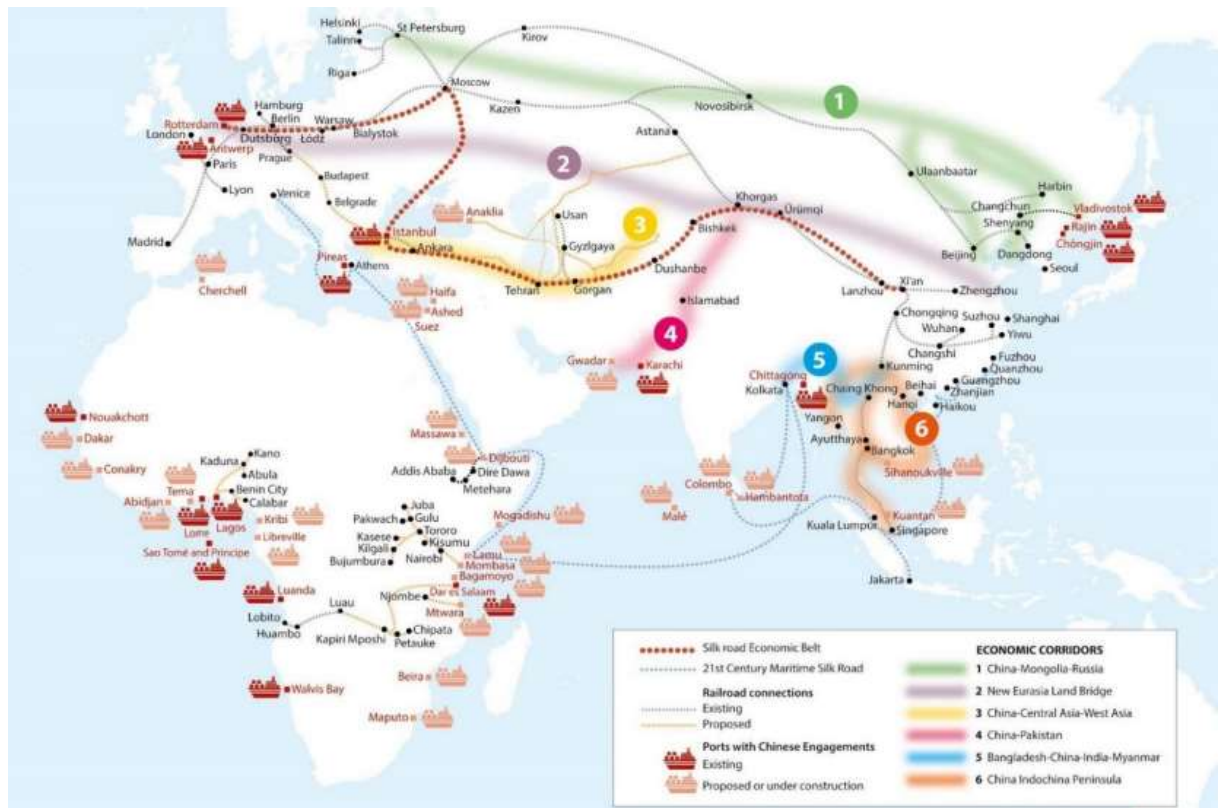 Helsinki
St Petersburg
Talinn
Kirov
Riga
Moscow
1
Kazen
Novosibirsk
Hamburg
Berlin
Rotterdam
Warsaw
London
Dutsborg
Łódż
Bialystok
Astana
Antwerp
Prague
Paris
2
Ulaanbaatar
Budapest
Harbin
Lyon
Venice
Khorgas
Changchun
Belgrade
Anaklia
Usan
Ürümqi
Shenyang
Vladivostok
3
Bishkek
Rajin
Istanbul
Madrid
Ankara
Gyzlgaya
Beijing
Dangdong
Chongjin
Pireas
Athens
Dushanbe
Seoul
Cherchell
Tehran
Gorgan
Lanzhou
Xi'an
Zhengzhou
Haifa
Ashed
Islamabad
Chongqing
Suzhou
Shanghai
Suez
Wuhan
Yiwu
4
Changshi
Gwadar
Karachi
5
Kunming
Fuzhou
Quanzhou
Chittagong
Guangzhou
Kolkata
Chaing Khong
Beihai
Zhanjian
Hanqi
Haikou
Nouakchott
Yangon
6
Dakar
Massawa
Ayutthaya
Bangkok
Kano
Djibouti
Sihanoukville
Conakry
Kaduna
Addis Ababa
Dire Dawa
Abula
Metehara
Colombo
Hambantota
Tema
Benin City
Abidjan
Calabar
Juba
Malé
Kuantan
Lagos
Kribi
Pakwach
Gulu
Mogadishu
Lome
Tororo
Kuala Lumpur
Singapore
Libreville
Kasese
Kisumu
Sao Tomé and Principe
Kilgali
Nairobi
Lamu
Bujumbura
Mombasa
Bagamoyo
Jakarta
Luanda
Njombe
Dar es Salaam
Luau
Mtwara
Lobito
Huambo
Kapiri Mposhi
Chipata
Petauke
Beira
Walvis Bay
Maputo
Silk road Economic Belt
21st Century Maritime Silk Road
Railroad connections
Existing
Proposed
Ports with Chinese Engagements
Existing
Proposed or under construction
ECONOMIC CORRIDORS
1 China-Mongolia-Russia
2 New Eurasia Land Bridge
3 China-Central Asia-West Asia
4 China-Pakistan
5 Bangladesh-China-India-Myanmar
6 China Indochina Peninsula